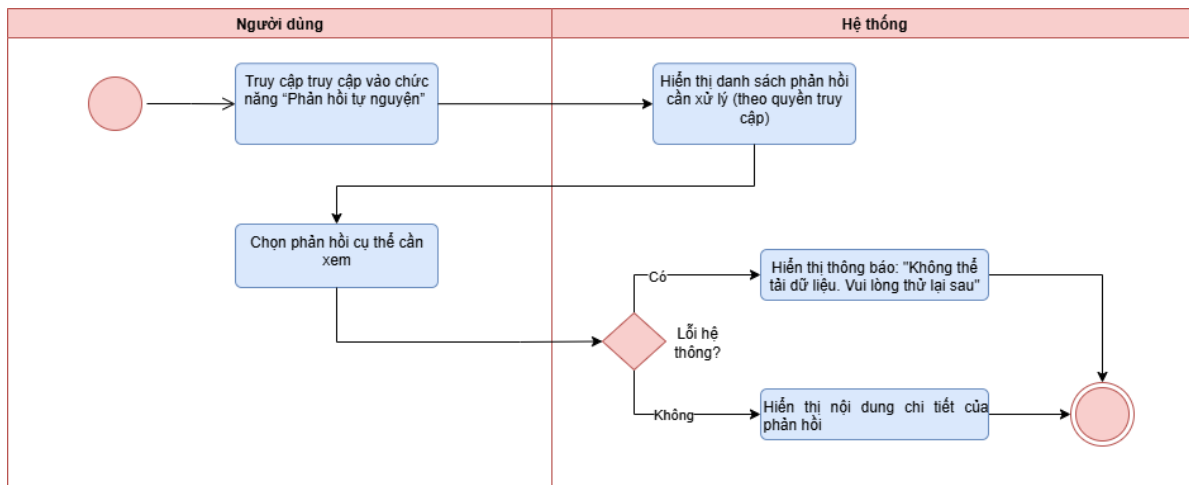 Người dùng
Hệ thống
Truy cập truy cập vào chức
năng “Phản hồi tự nguyện”
Hiển thị danh sách phản hồi
cần xử lý (theo quyền truy
cập)
Chọn phản hồi cụ thể cần
xem
Có
Hiển thị thông báo: "Không thể
tải dữ liệu. Vui lòng thử lại sau"
Lỗi hệ
thông?
Không
Hiển thị nội dung chi tiết của
phản hồi